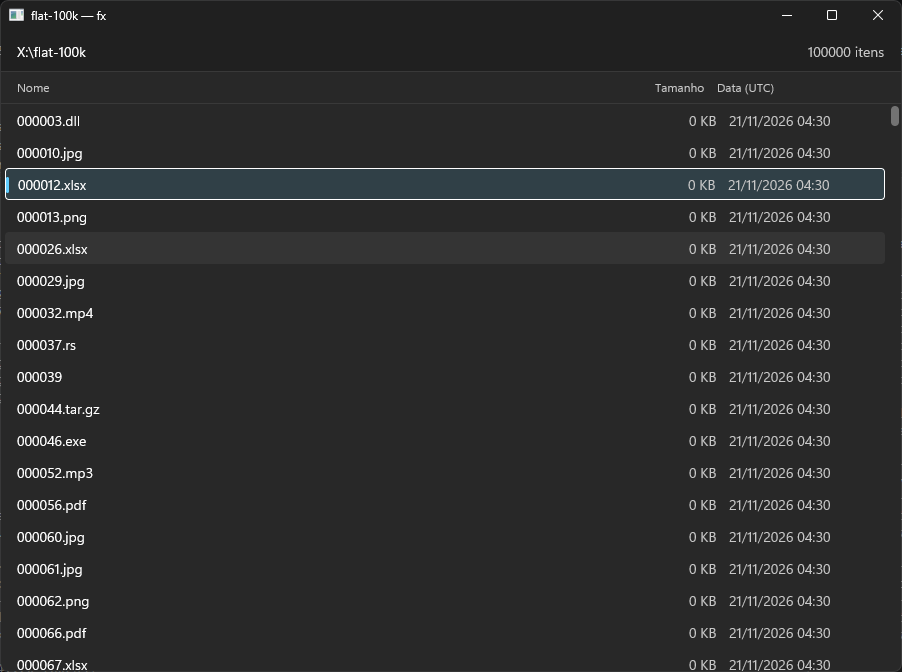 flat-100k — fx
X:\flat-100k 100000 itens
Nome Tamanho Data (UTC)
000003.dll 0 KB 21/11/2026 04:30
000010.jpg 0 KB 21/11/2026 04:30
000012.xlsx 0 KB 21/11/2026 04:30
000013.png 0 KB 21/11/2026 04:30
000026.xlsx 0 KB 21/11/2026 04:30
000029.jpg 0 KB 21/11/2026 04:30
000032.mp4 0 KB 21/11/2026 04:30
000037.rs 0 KB 21/11/2026 04:30
000039 0 KB 21/11/2026 04:30
000044.tar.gz 0 KB 21/11/2026 04:30
000046.exe 0 KB 21/11/2026 04:30
000052.mp3 0 KB 21/11/2026 04:30
000056.pdf 0 KB 21/11/2026 04:30
000060.jpg 0 KB 21/11/2026 04:30
000061.jpg 0 KB 21/11/2026 04:30
000062.png 0 KB 21/11/2026 04:30
000066.pdf 0 KB 21/11/2026 04:30
000067.xlsx 0 KB 21/11/2026 04:30